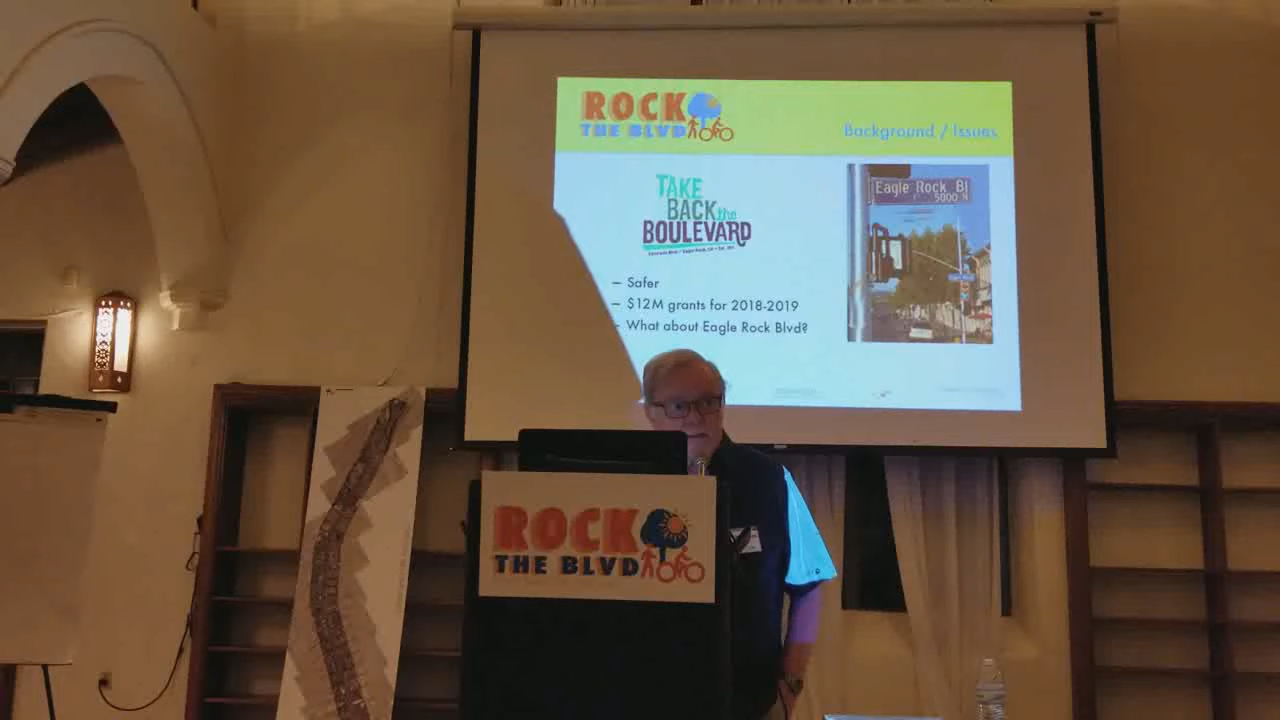 ROCK
THE BLVD
Background / Issues
TAKE
BACK the
BOULEVARD
Eagle Rock Bl
5000 N
– Safer
– $12M grants for 2018-2019
– What about Eagle Rock Blvd?
ROCK
THE BLVD